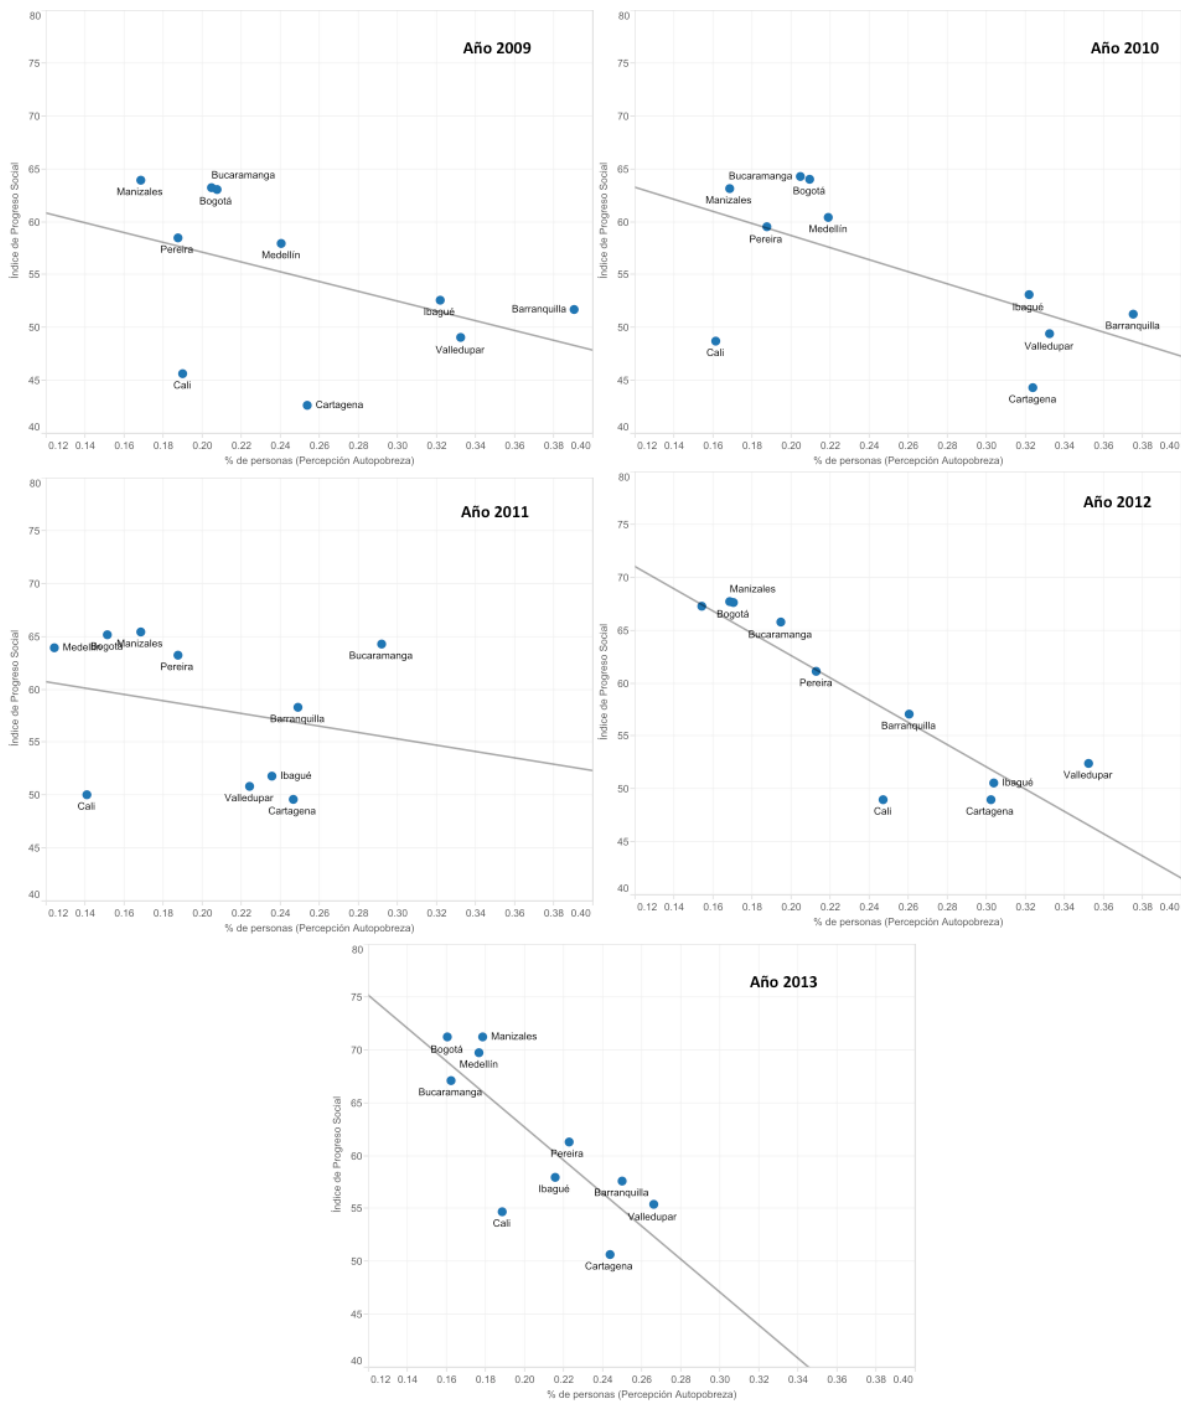 Año 2009
80
75
70
65
60
55
50
45
40
Índice de Progreso Social
Manizales
Bucaramanga
Bogotá
Pereira
Medellín
Ibagué
Barranquilla
Valledupar
Cali
Cartagena
0.12 0.14 0.16 0.18 0.20 0.22 0.24 0.26 0.28 0.30 0.32 0.34 0.36 0.38 0.40
% de personas (Percepción Autopobreza)
Año 2010
80
75
70
65
60
55
50
45
40
Índice de Progreso Social
Bucaramanga
Bogotá
Manizales
Medellín
Pereira
Ibagué
Barranquilla
Valledupar
Cali
Cartagena
0.12 0.14 0.16 0.18 0.20 0.22 0.24 0.26 0.28 0.30 0.32 0.34 0.36 0.38 0.40
% de personas (Percepción Autopobreza)
Año 2011
80
75
70
65
60
55
50
45
40
Índice de Progreso Social
Medellín
Bogotá
Manizales
Pereira
Bucaramanga
Barranquilla
Ibagué
Valledupar
Cali
Cartagena
0.12 0.14 0.16 0.18 0.20 0.22 0.24 0.26 0.28 0.30 0.32 0.34 0.36 0.38 0.40
% de personas (Percepción Autopobreza)
Año 2012
80
75
70
65
60
55
50
45
40
Índice de Progreso Social
Manizales
Bogotá
Bucaramanga
Pereira
Barranquilla
Valledupar
Ibagué
Cali
Cartagena
0.12 0.14 0.16 0.18 0.20 0.22 0.24 0.26 0.28 0.30 0.32 0.34 0.36 0.38 0.40
% de personas (Percepción Autopobreza)
Año 2013
80
75
70
65
60
55
50
45
40
Índice de Progreso Social
Manizales
Bogotá
Medellín
Bucaramanga
Pereira
Ibagué
Barranquilla
Cali
Valledupar
Cartagena
0.12 0.14 0.16 0.18 0.20 0.22 0.24 0.26 0.28 0.30 0.32 0.34 0.36 0.38 0.40
% de personas (Percepción Autopobreza)